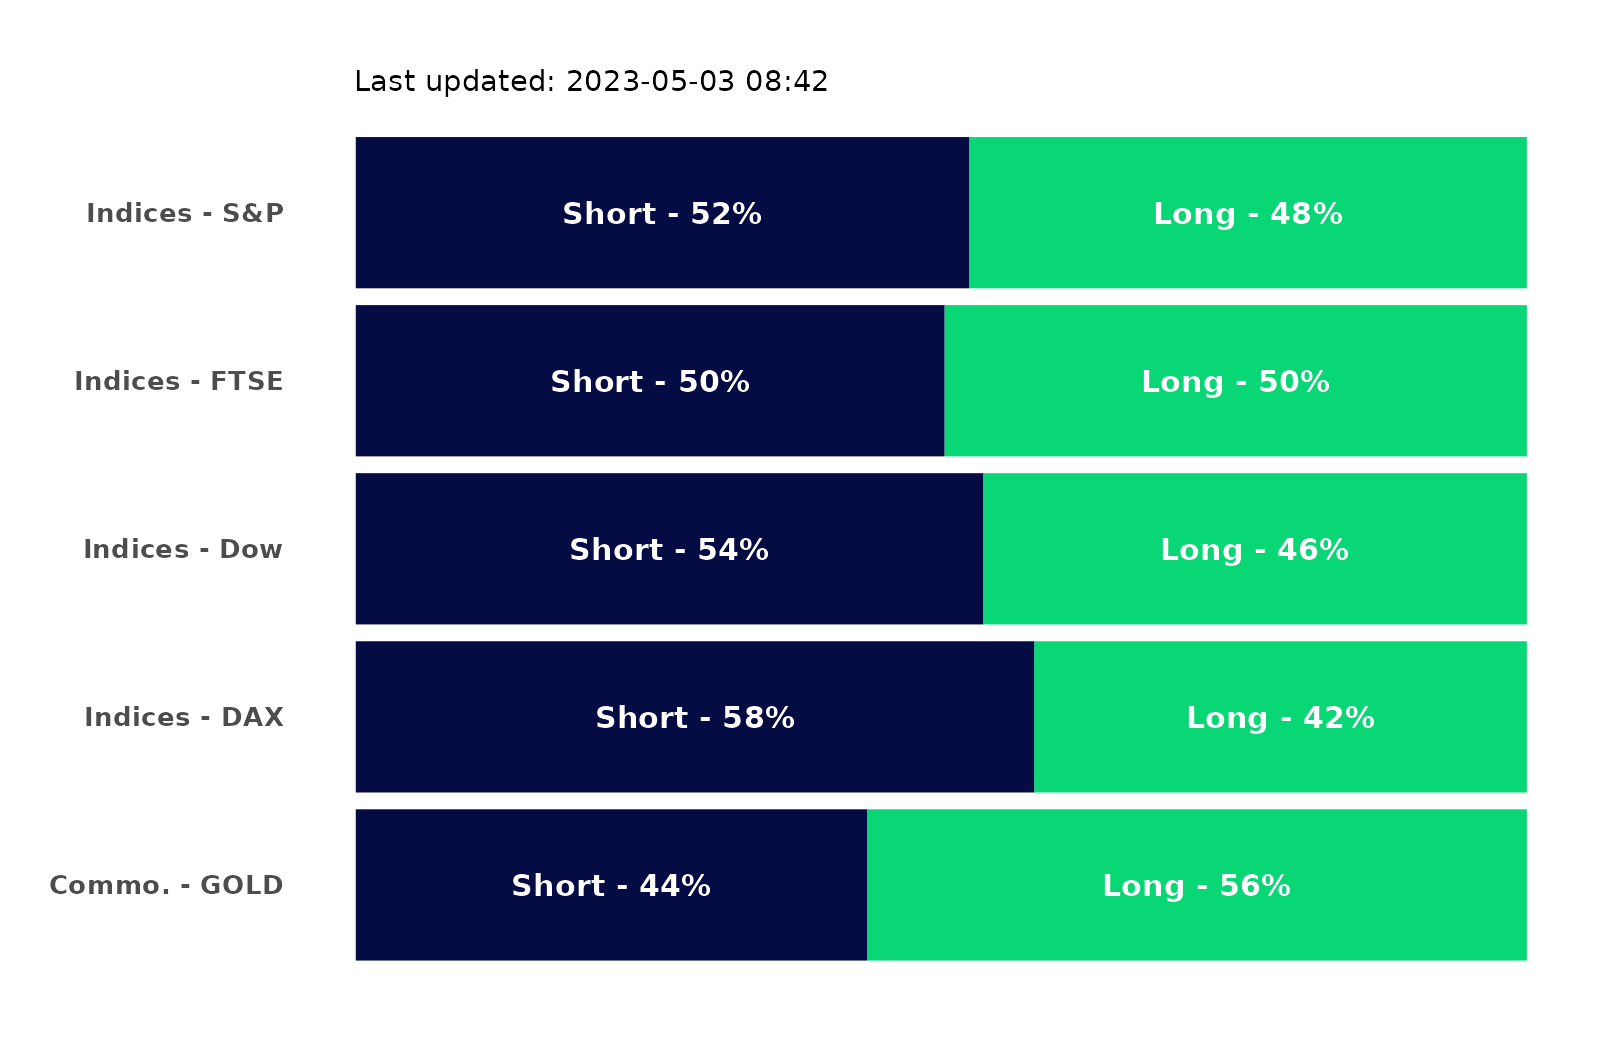 Last updated: 2023-05-03 08:42
Indices - S&P Short - 52% Long - 48%
Indices - FTSE Short - 50% Long - 50%
Indices - Dow Short - 54% Long - 46%
Indices - DAX Short - 58% Long - 42%
Commo. - GOLD Short - 44% Long - 56%